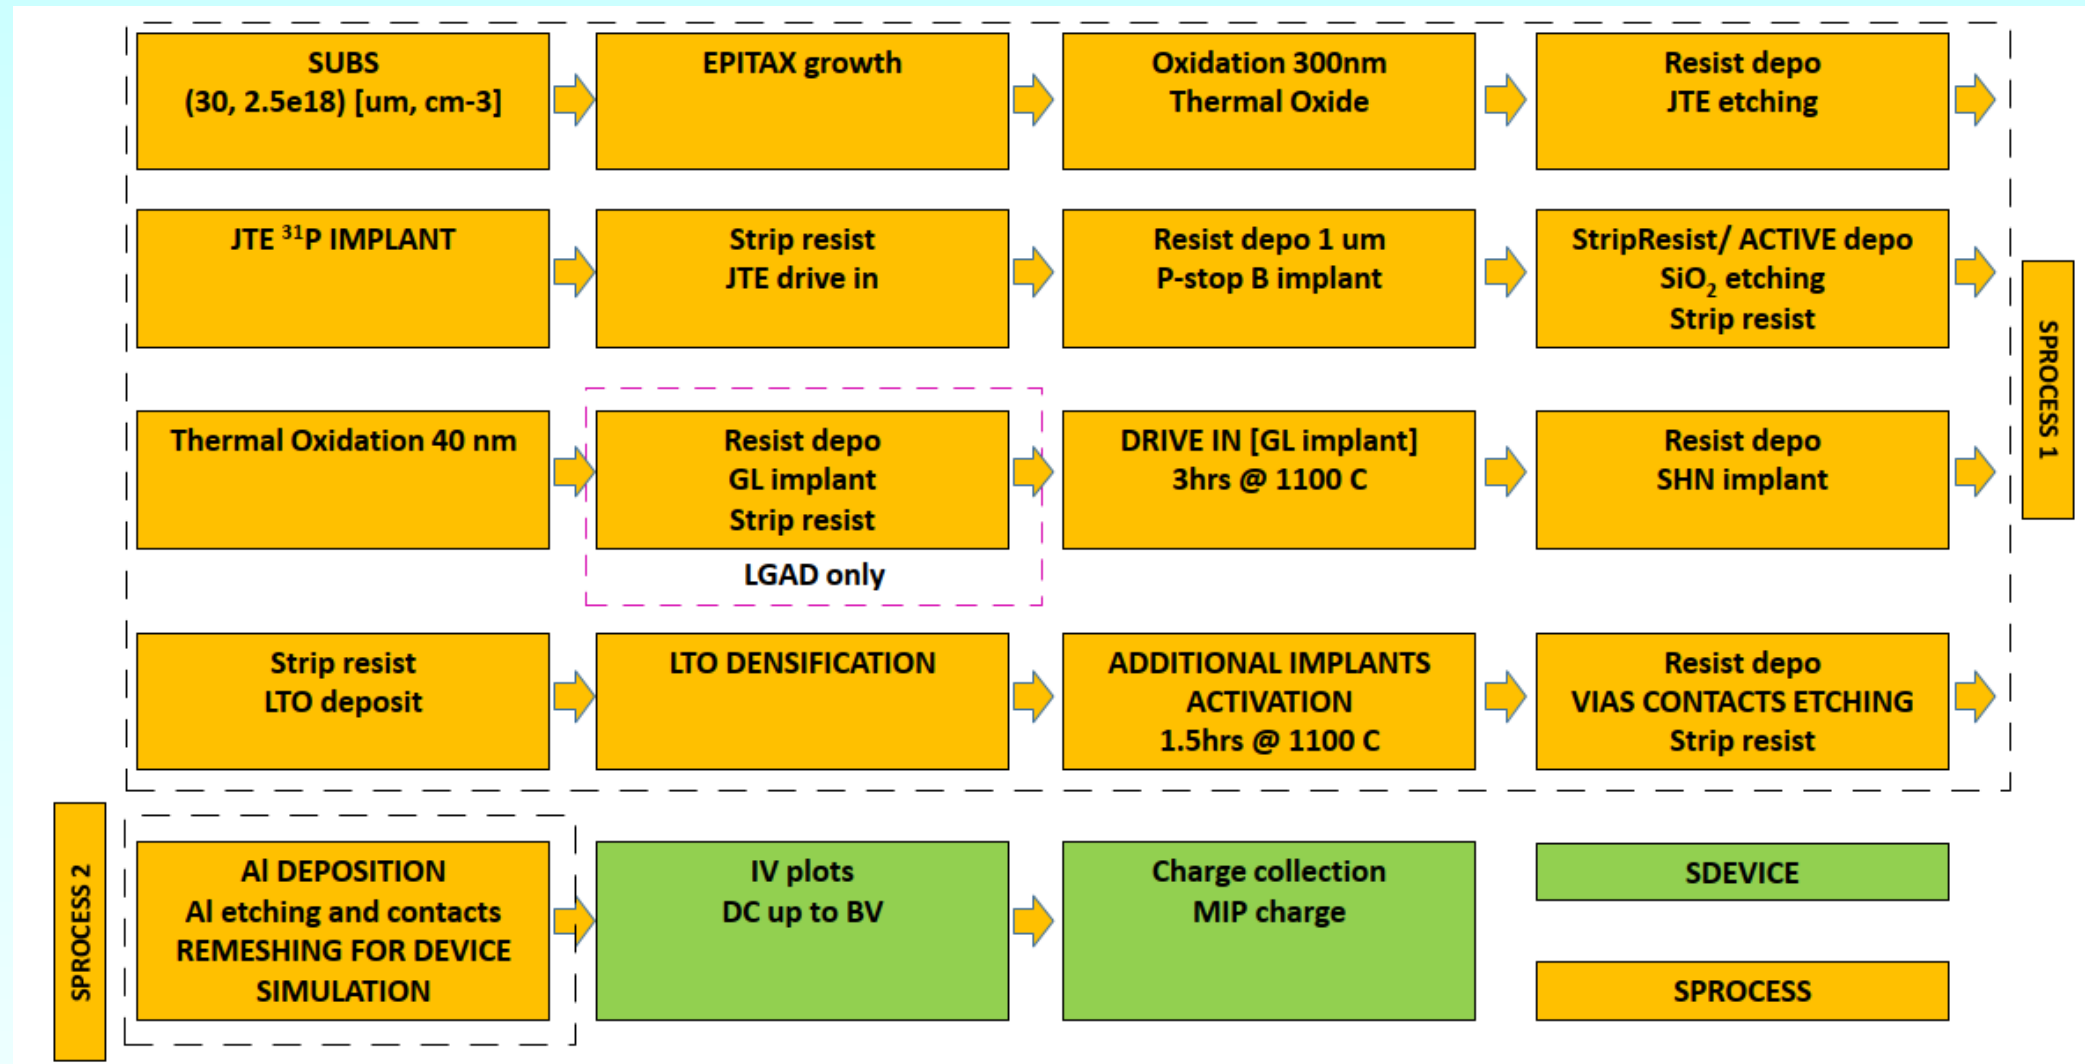 SUBS
(30, 2.5e18) [um, cm-3]
EPITAX growth
Oxidation 300nm
Thermal Oxide
Resist depo
JTE etching
JTE ³¹P IMPLANT
Strip resist
JTE drive in
Resist depo 1 um
P-stop B implant
StripResist/ ACTIVE depo
SiO₂ etching
Strip resist
SPROCESS 1
Thermal Oxidation 40 nm
Resist depo
GL implant
Strip resist
LGAD only
DRIVE IN [GL implant]
3hrs @ 1100 C
Resist depo
SHN implant
Strip resist
LTO deposit
LTO DENSIFICATION
ADDITIONAL IMPLANTS
ACTIVATION
1.5hrs @ 1100 C
Resist depo
VIAS CONTACTS ETCHING
Strip resist
SPROCESS 2
Al DEPOSITION
Al etching and contacts
REMESHING FOR DEVICE
SIMULATION
IV plots
DC up to BV
Charge collection
MIP charge
SDEVICE
SPROCESS